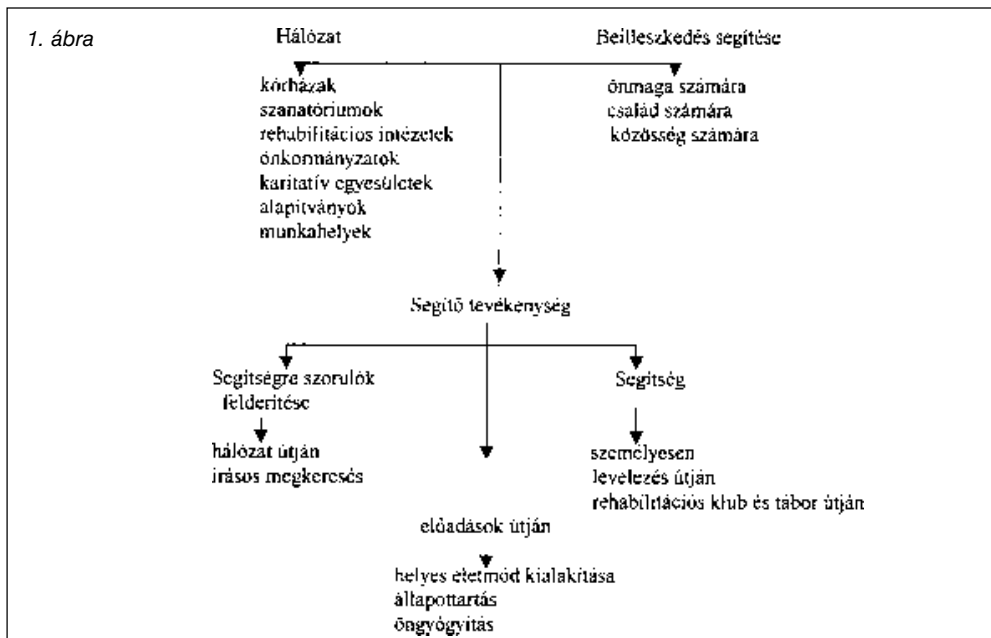 1. ábra
Hálózat
Beilleszkedés segítése
kórházak
szanatóriumok
rehabilitációs intézetek
önkormányzatok
karitatív egyesületek
alapítványok
munkahelyek
önmaga számára
család számára
közösség számára
Segítő tevékenység
Segítségre szorulók
felderítése
hálózat útján
írásos megkeresés
Segítség
személyesen
levelezés útján
rehabilitációs klub és tábor útján
előadások útján
helyes életmód kialakítása
állapottartás
öngyógyítás